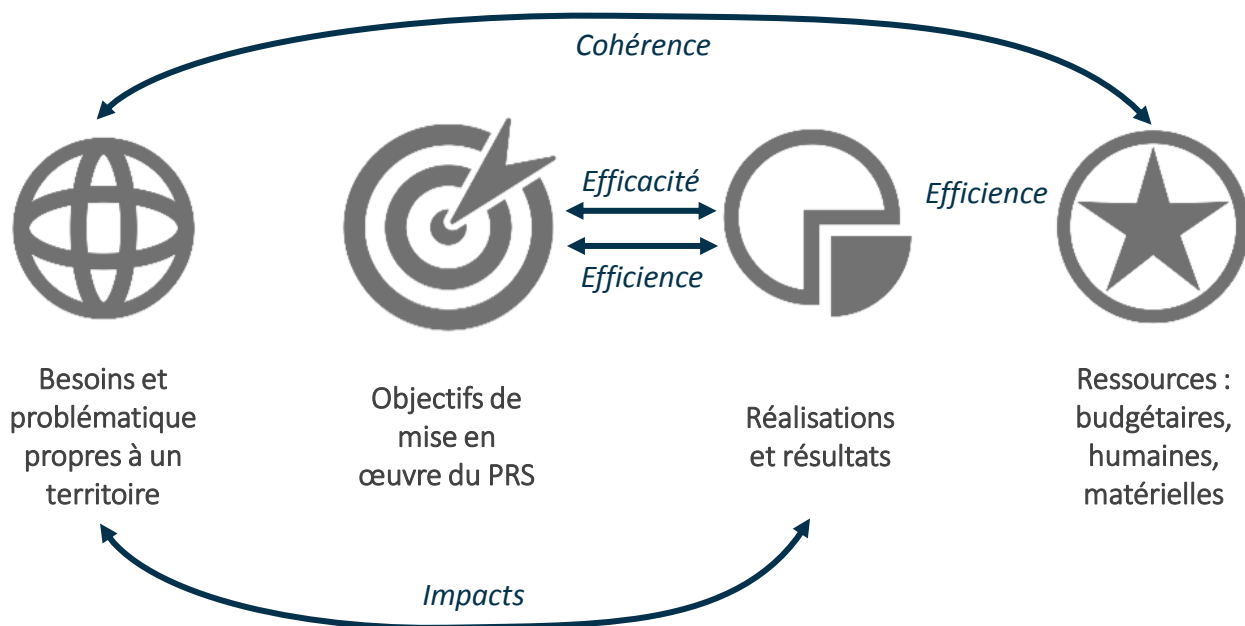 Cohérence
Efficacité
Efficience
Efficience
Besoins et
problématique
propres à un
territoire
Objectifs de
mise en
œuvre du PRS
Réalisations
et résultats
Ressources :
budgétaires,
humaines,
matérielles
Impacts